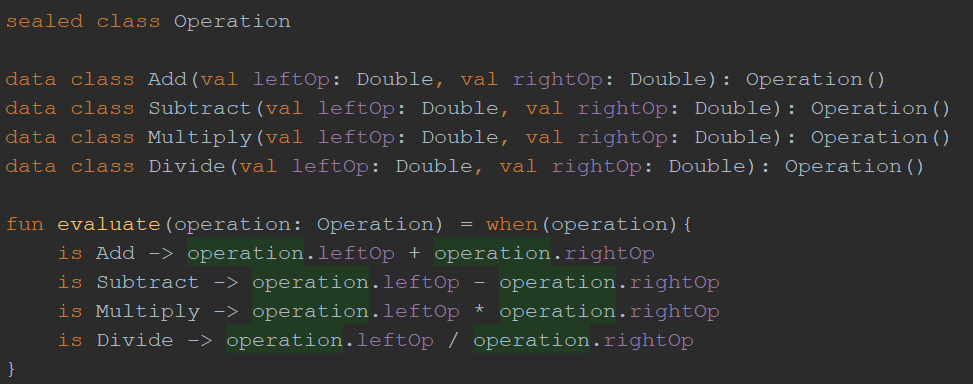 sealed class Operation
data class Add(val leftOp: Double, val rightOp: Double): Operation()
data class Subtract(val leftOp: Double, val rightOp: Double): Operation()
data class Multiply(val leftOp: Double, val rightOp: Double): Operation()
data class Divide(val leftOp: Double, val rightOp: Double): Operation()
fun evaluate(operation: Operation) = when(operation){
    is Add -> operation.leftOp + operation.rightOp
    is Subtract -> operation.leftOp - operation.rightOp
    is Multiply -> operation.leftOp * operation.rightOp
    is Divide -> operation.leftOp / operation.rightOp
}